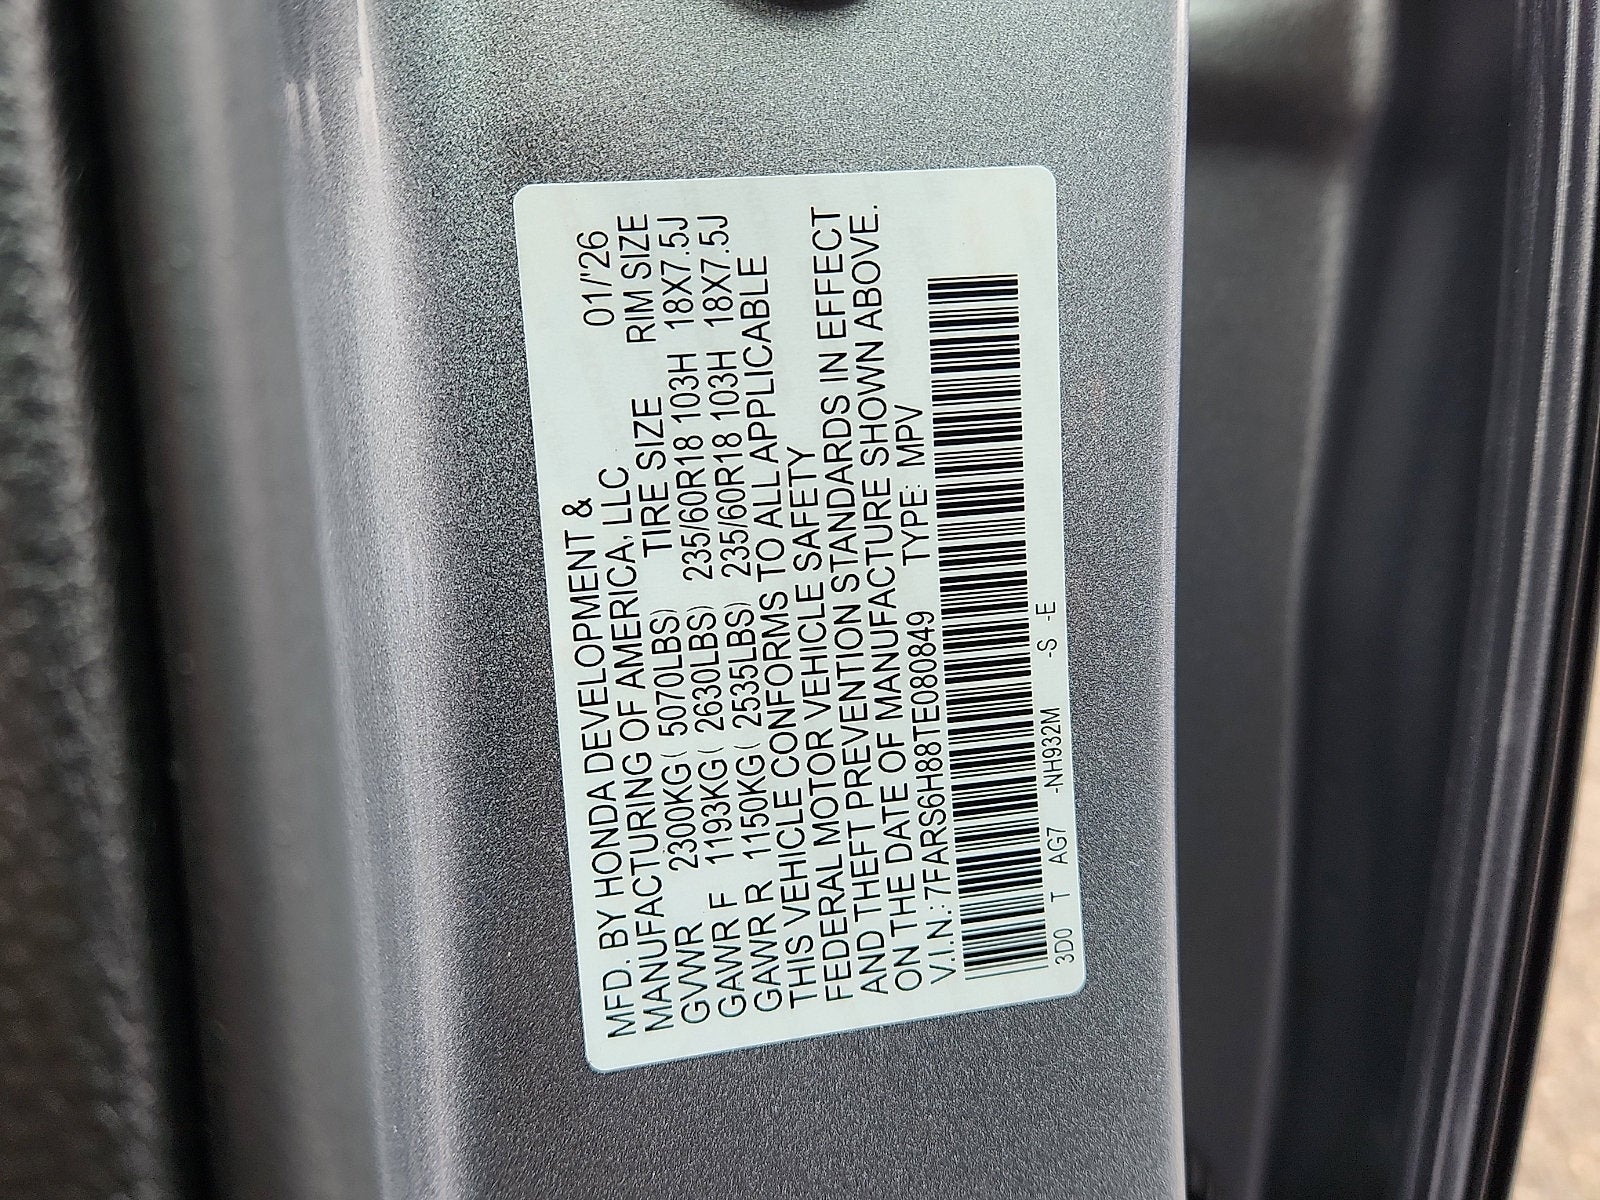 MFD. BY HONDA DEVELOPMENT & 01/'26
MANUFACTURING OF AMERICA, LLC
TIRE SIZE RIM SIZE
GVWR 2300KG( 5070LBS)
GAWR F 1193KG( 2630LBS) 235/60R18 103H 18X7.5J
GAWR R 1150KG( 2535LBS) 235/60R18 103H 18X7.5J
THIS VEHICLE CONFORMS TO ALL APPLICABLE
FEDERAL MOTOR VEHICLE SAFETY
AND THEFT PREVENTION STANDARDS IN EFFECT
ON THE DATE OF MANUFACTURE SHOWN ABOVE.
V.I.N.: 7FARS6H88TE080849 TYPE: MPV
3D0 T AG7 -NH932M -S -E